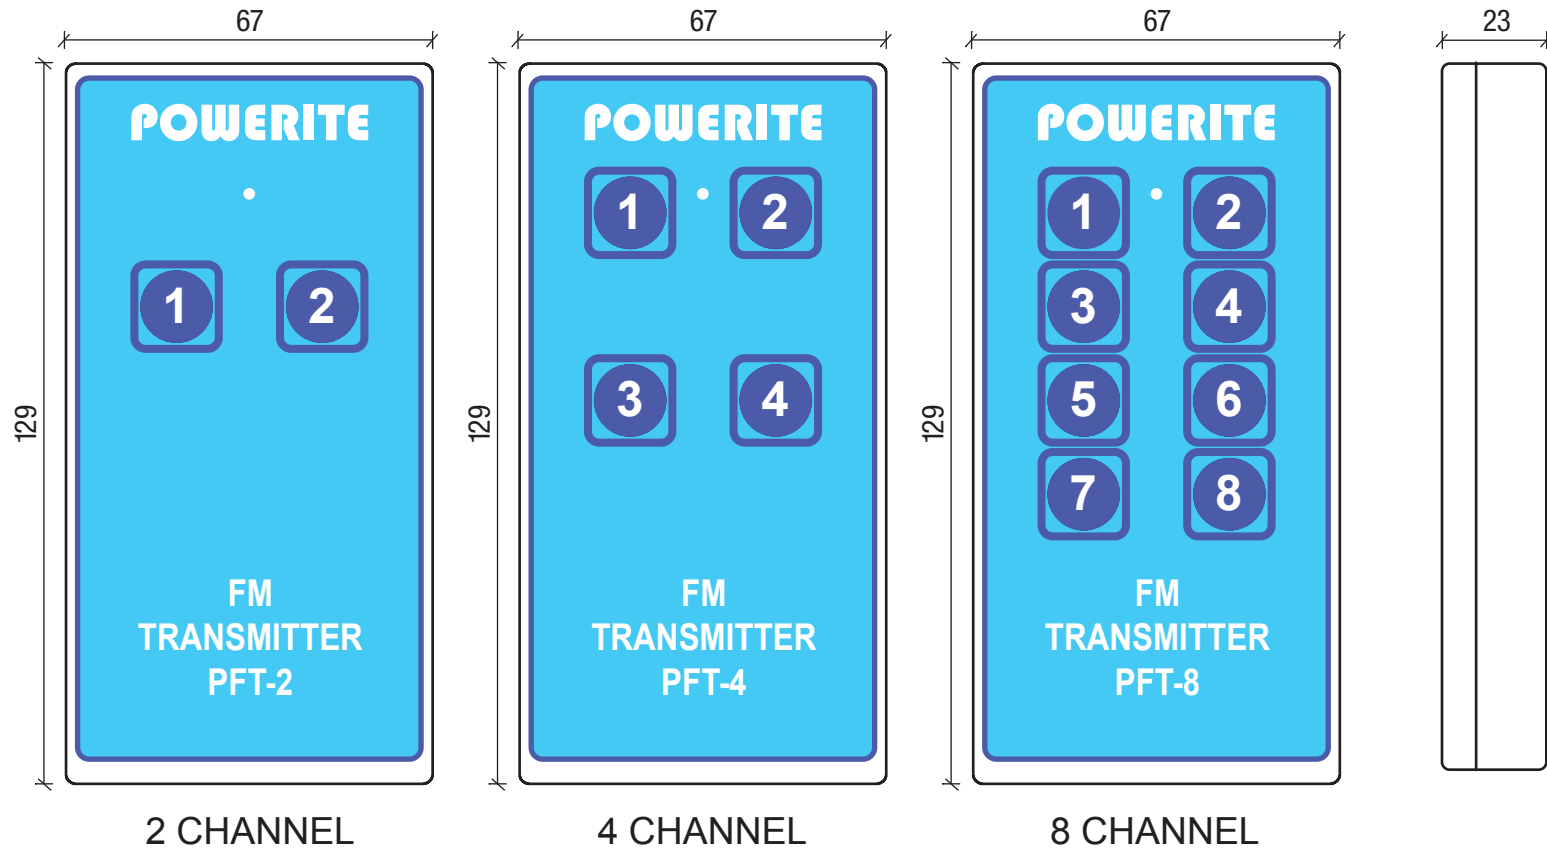 67
129
POWERITE
1 2
FM
TRANSMITTER
PFT-2
2 CHANNEL
67
129
POWERITE
1 2
3 4
FM
TRANSMITTER
PFT-4
4 CHANNEL
67
129
POWERITE
1 2
3 4
5 6
7 8
FM
TRANSMITTER
PFT-8
8 CHANNEL
23